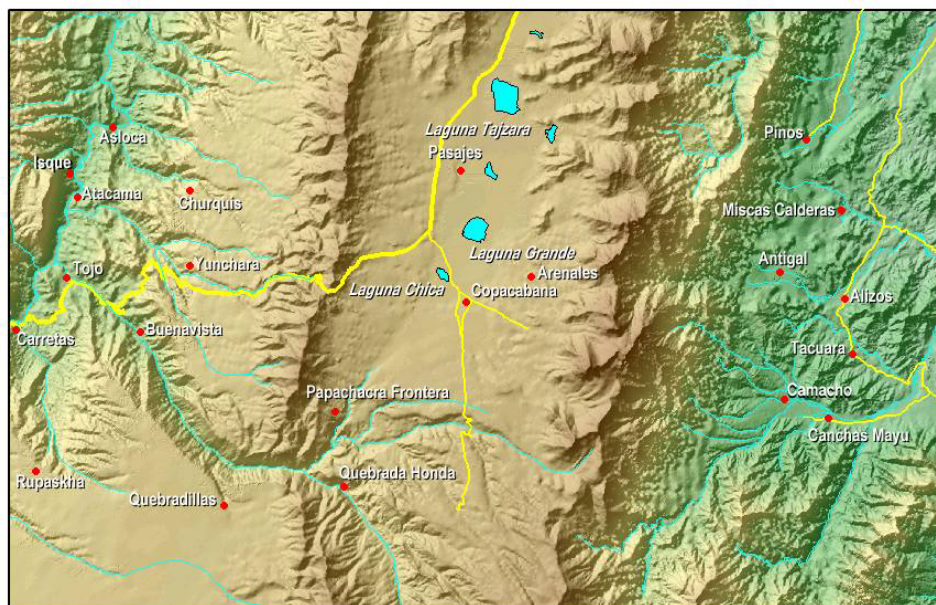 Asloca
Laguna Tajzara
Pinos
Pasajes
Isque
Atacama
Churquis
Miscas Calderas
Laguna Grande
Yunchara
Tojo
Antigal
Arenales
Laguna Chica
Copacabana
Alizos
Buenavista
Carretas
Tacuara
Papachacra Frontera
Camacho
Canchas Mayu
Quebrada Honda
Rupaskha
Quebradillas